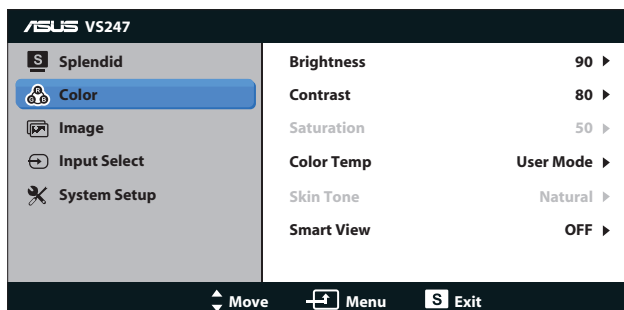 ASUS VS247
S Splendid
Color
Image
Input Select
System Setup
Brightness 90
Contrast 80
Saturation 50
Color Temp User Mode
Skin Tone Natural
Smart View OFF
Move Menu S Exit